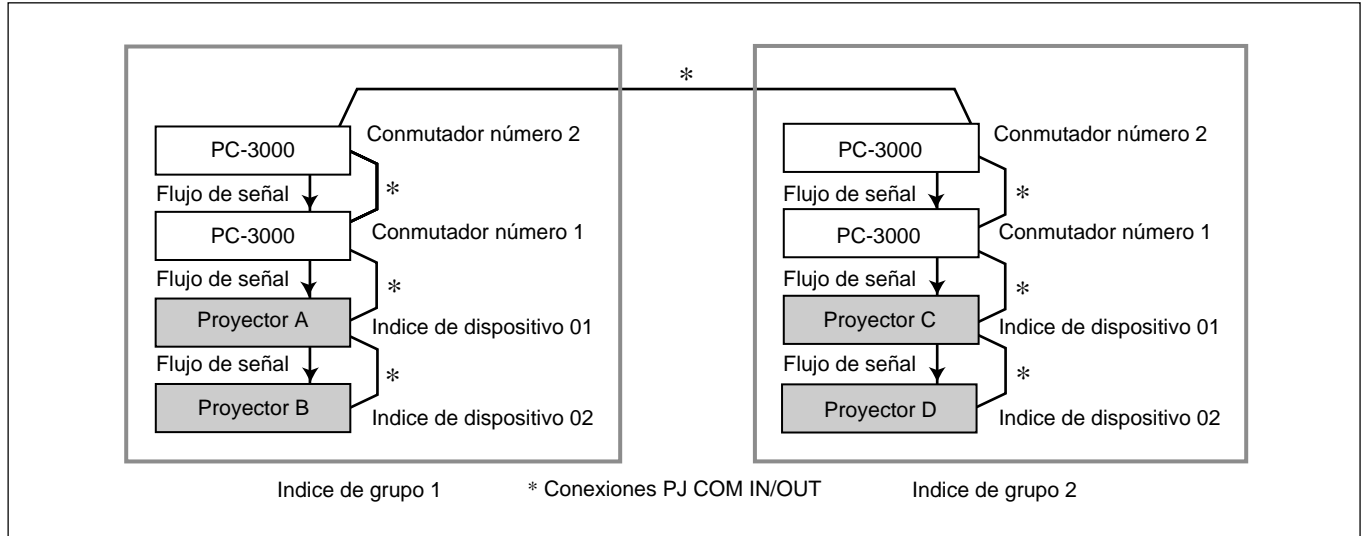 *
PC-3000
Conmutador número 2
Flujo de señal
*
PC-3000
Conmutador número 1
Flujo de señal
*
Proyector A
Indice de dispositivo 01
Flujo de señal
*
Proyector B
Indice de dispositivo 02
PC-3000
Conmutador número 2
Flujo de señal
*
PC-3000
Conmutador número 1
Flujo de señal
*
Proyector C
Indice de dispositivo 01
Flujo de señal
*
Proyector D
Indice de dispositivo 02
Indice de grupo 1
* Conexiones PJ COM IN/OUT
Indice de grupo 2